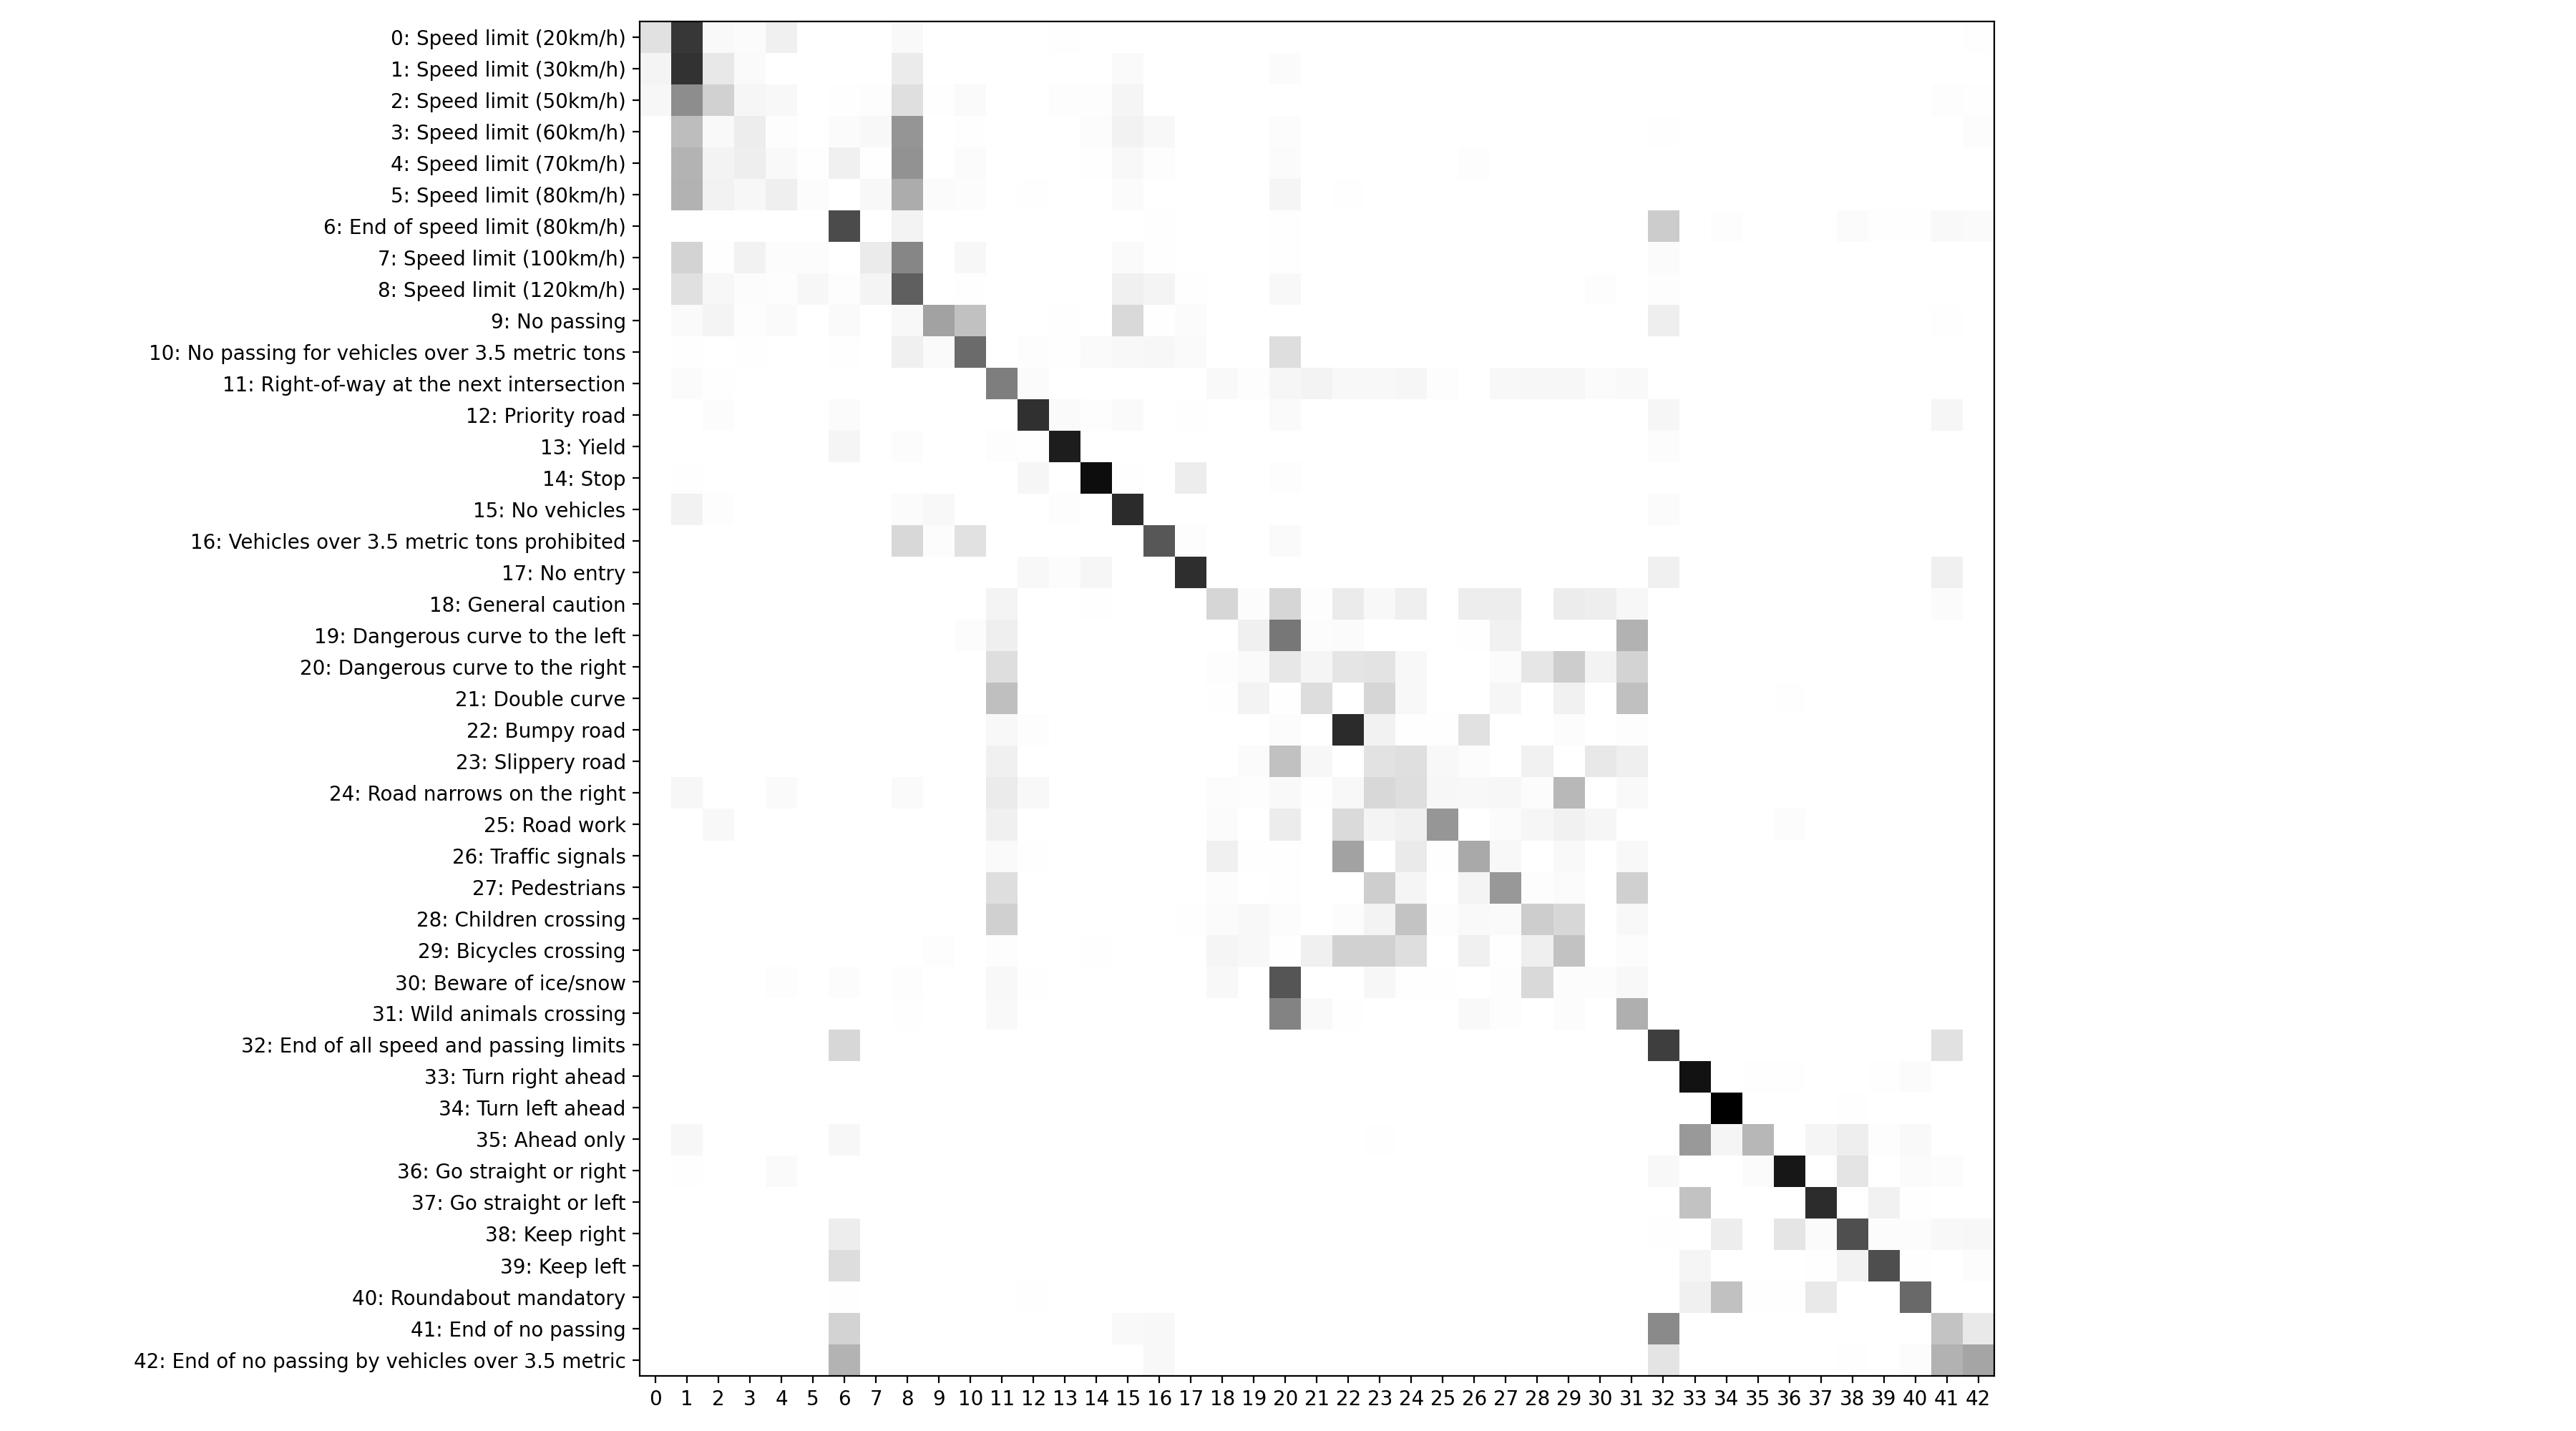 0: Speed limit (20km/h)
1: Speed limit (30km/h)
2: Speed limit (50km/h)
3: Speed limit (60km/h)
4: Speed limit (70km/h)
5: Speed limit (80km/h)
6: End of speed limit (80km/h)
7: Speed limit (100km/h)
8: Speed limit (120km/h)
9: No passing
10: No passing for vehicles over 3.5 metric tons
11: Right-of-way at the next intersection
12: Priority road
13: Yield
14: Stop
15: No vehicles
16: Vehicles over 3.5 metric tons prohibited
17: No entry
18: General caution
19: Dangerous curve to the left
20: Dangerous curve to the right
21: Double curve
22: Bumpy road
23: Slippery road
24: Road narrows on the right
25: Road work
26: Traffic signals
27: Pedestrians
28: Children crossing
29: Bicycles crossing
30: Beware of ice/snow
31: Wild animals crossing
32: End of all speed and passing limits
33: Turn right ahead
34: Turn left ahead
35: Ahead only
36: Go straight or right
37: Go straight or left
38: Keep right
39: Keep left
40: Roundabout mandatory
41: End of no passing
42: End of no passing by vehicles over 3.5 metric
0 1 2 3 4 5 6 7 8 9 10 11 12 13 14 15 16 17 18 19 20 21 22 23 24 25 26 27 28 29 30 31 32 33 34 35 36 37 38 39 40 41 42